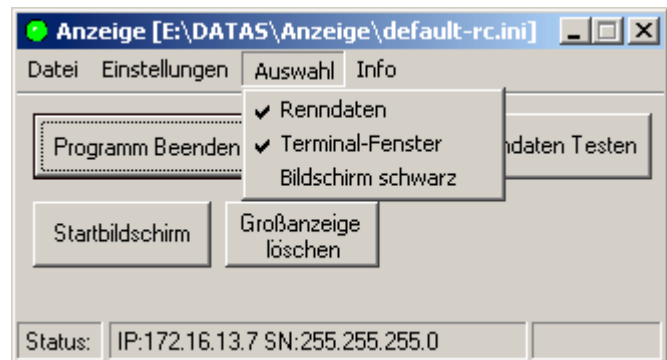 Anzeige [E:\DATAS\Anzeige\default-rc.ini]
Datei Einstellungen Auswahl Info
Renndaten
Terminal-Fenster
Bildschirm schwarz
Programm Beenden
Testen
Startbildschirm
Großanzeige
löschen
Status: IP:172.16.13.7 SN:255.255.255.0